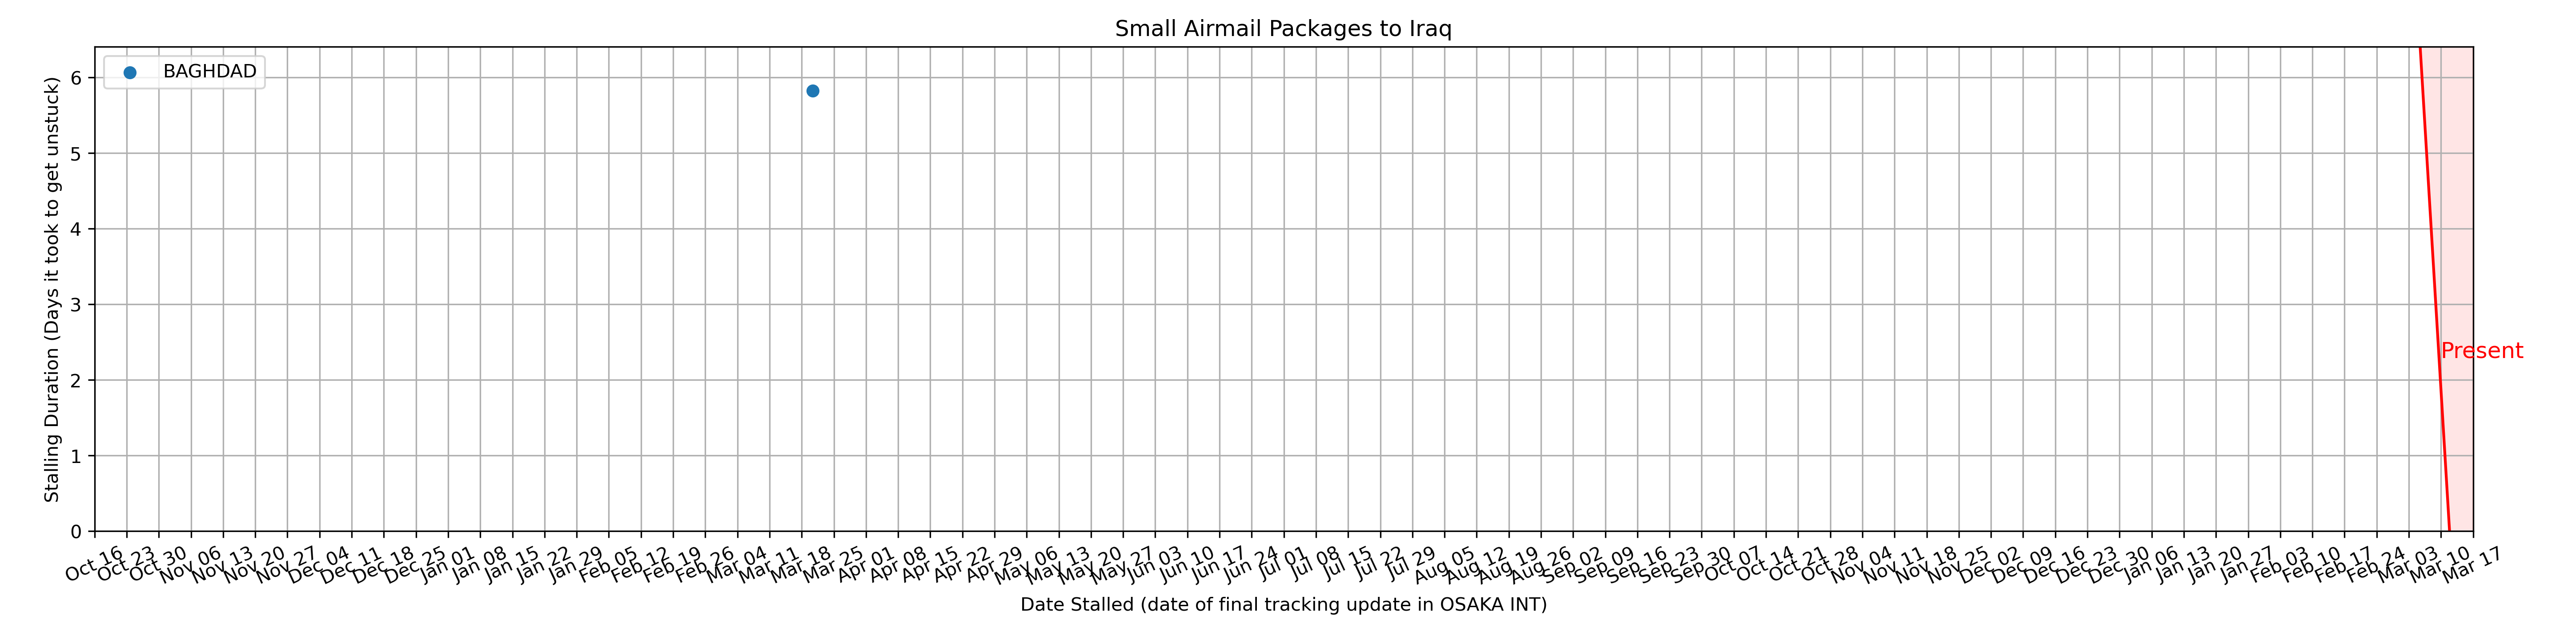 Small Airmail Packages to Iraq
BAGHDAD
Stalling Duration (Days it took to get unstuck)
6
5
4
3
2
1
0
Present
Oct 16
Oct 23
Oct 30
Nov 06
Nov 13
Nov 20
Nov 27
Dec 04
Dec 11
Dec 18
Dec 25
Jan 01
Jan 08
Jan 15
Jan 22
Jan 29
Feb 05
Feb 12
Feb 19
Feb 26
Mar 04
Mar 11
Mar 18
Mar 25
Apr 01
Apr 08
Apr 15
Apr 22
Apr 29
May 06
May 13
May 20
May 27
Jun 03
Jun 10
Jun 17
Jun 24
Jul 01
Jul 08
Jul 15
Jul 22
Jul 29
Aug 05
Aug 12
Aug 19
Aug 26
Sep 02
Sep 09
Sep 16
Sep 23
Sep 30
Oct 07
Oct 14
Oct 21
Oct 28
Nov 04
Nov 11
Nov 18
Nov 25
Dec 02
Dec 09
Dec 16
Dec 23
Dec 30
Jan 06
Jan 13
Jan 20
Jan 27
Feb 03
Feb 10
Feb 17
Feb 24
Mar 03
Mar 10
Mar 17
Date Stalled (date of final tracking update in OSAKA INT)